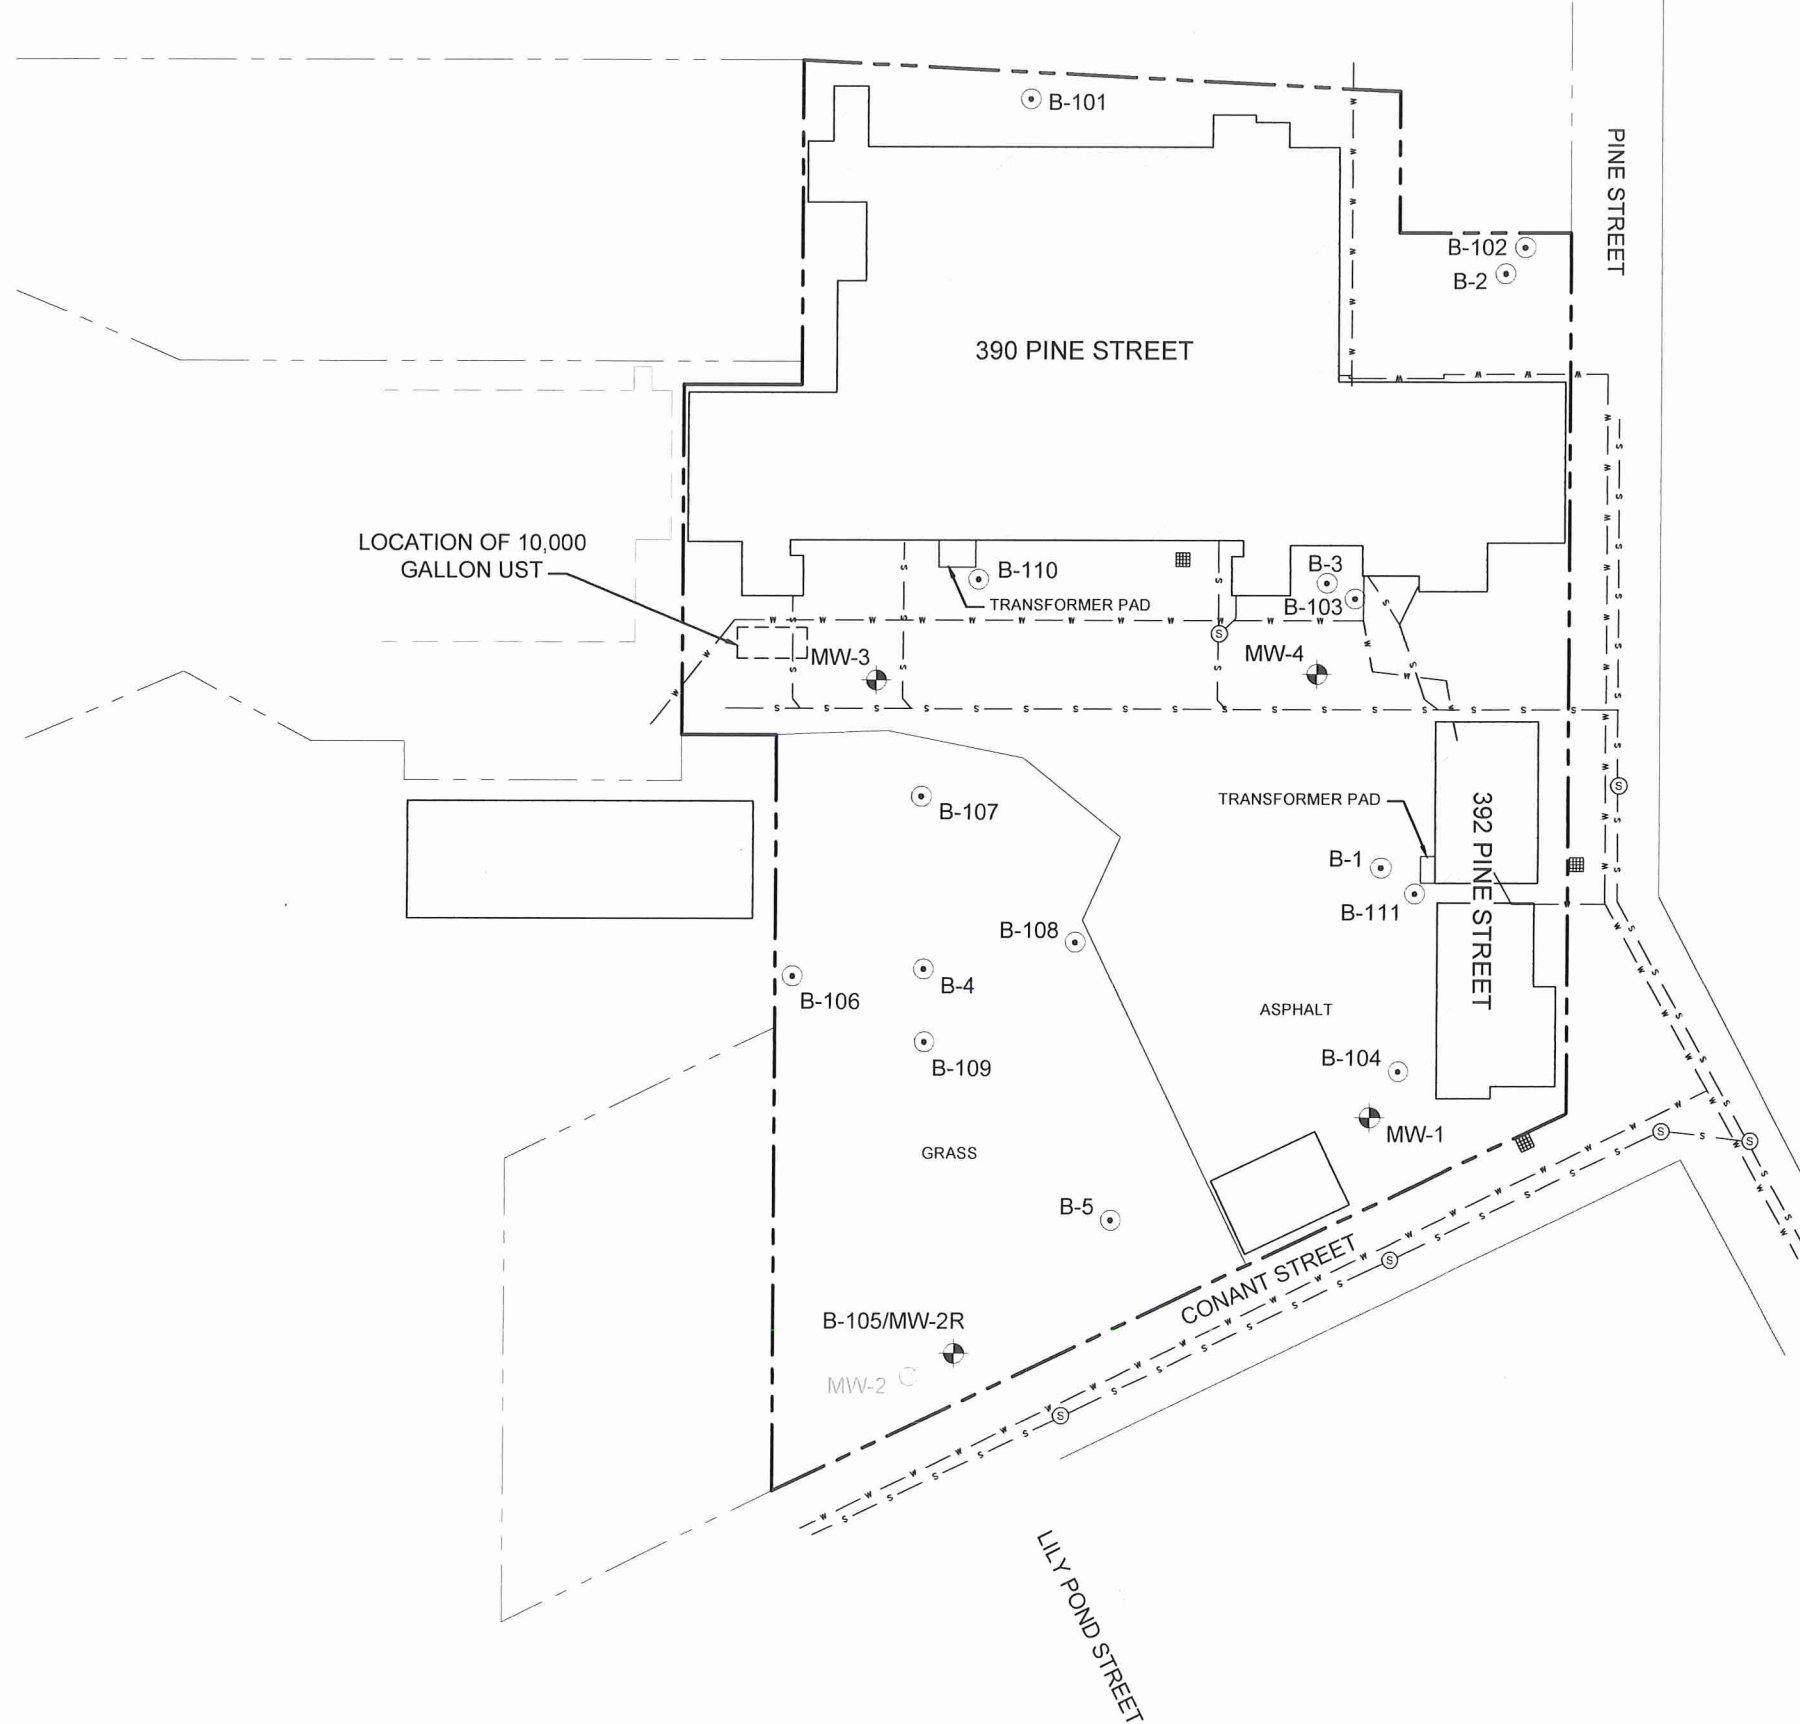 B-101
PINE STREET
B-102
B-2
390 PINE STREET
LOCATION OF 10,000
GALLON UST
B-110
B-3
TRANSFORMER PAD
B-103
MW-3
MW-4
B-107
TRANSFORMER PAD
392 PINE STREET
B-1
B-111
B-108
B-4
B-106
ASPHALT
B-104
B-109
MW-1
GRASS
B-5
CONANT STREET
B-105/MW-2R
MW-2
LILY POND STREET